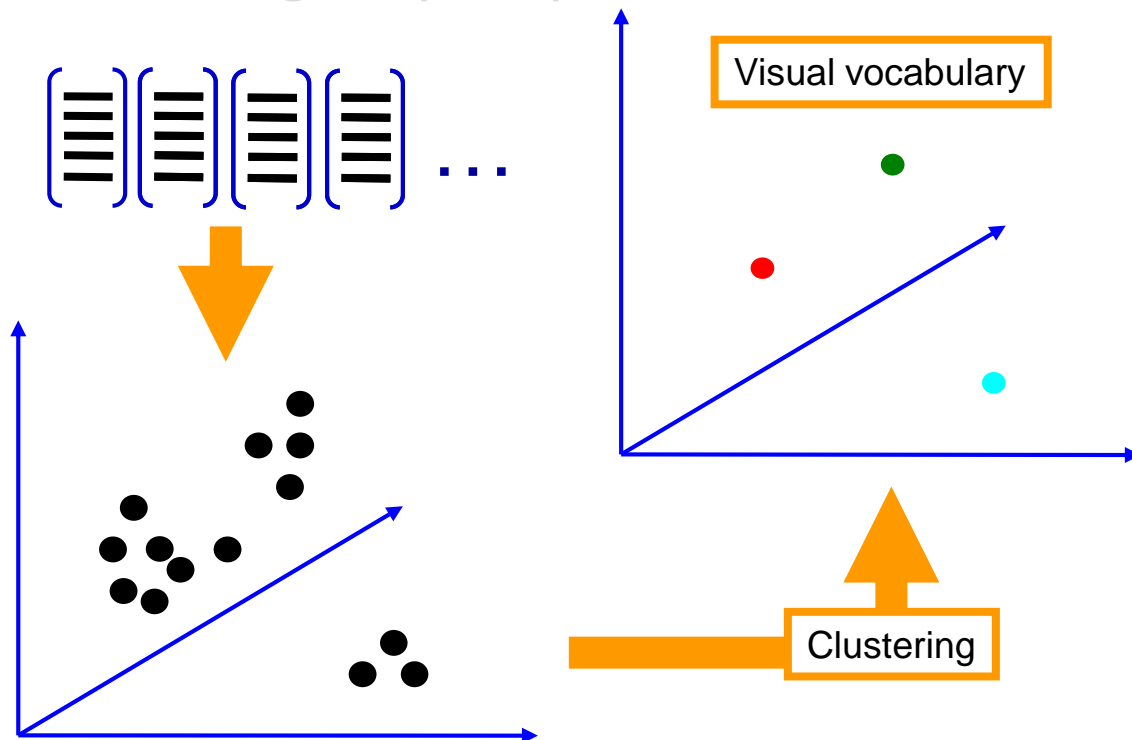 Visual vocabulary
. . .
Clustering